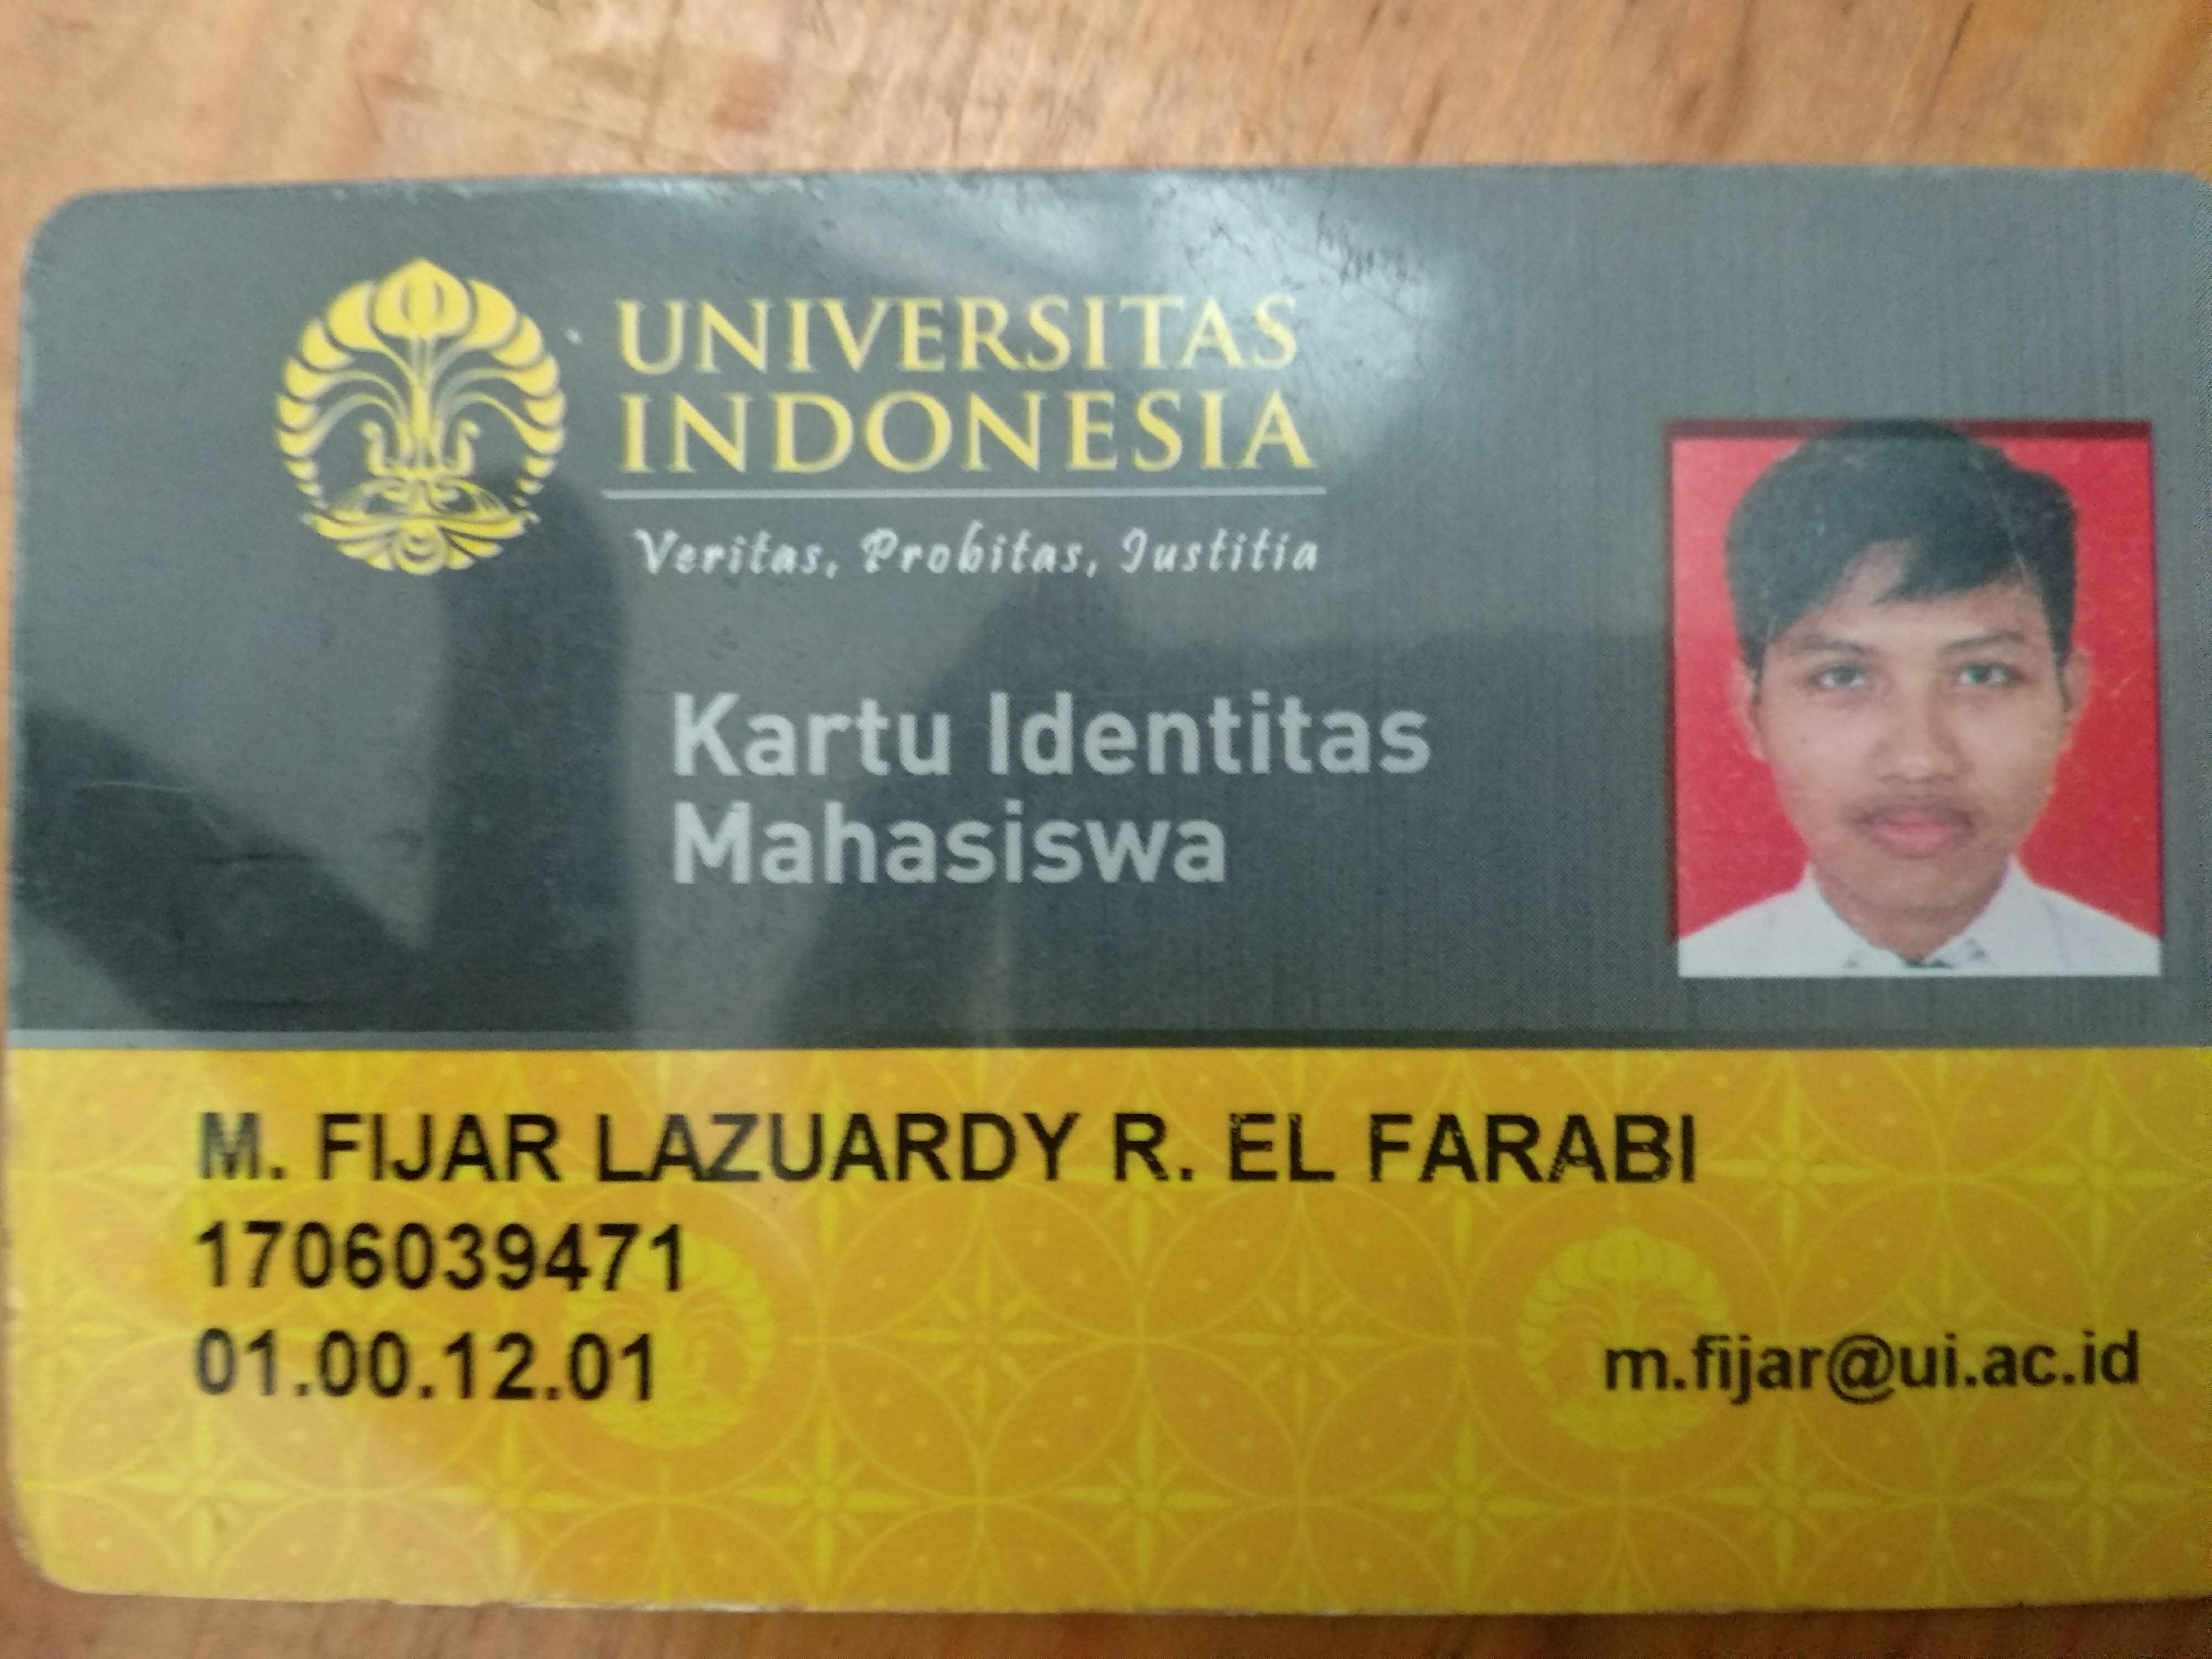 UNIVERSITAS
INDONESIA
Veritas, Probitas, Justitia
Kartu Identitas
Mahasiswa
M. FIJAR LAZUARDY R. EL FARABI
1706039471
01.00.12.01
m.fijar@ui.ac.id